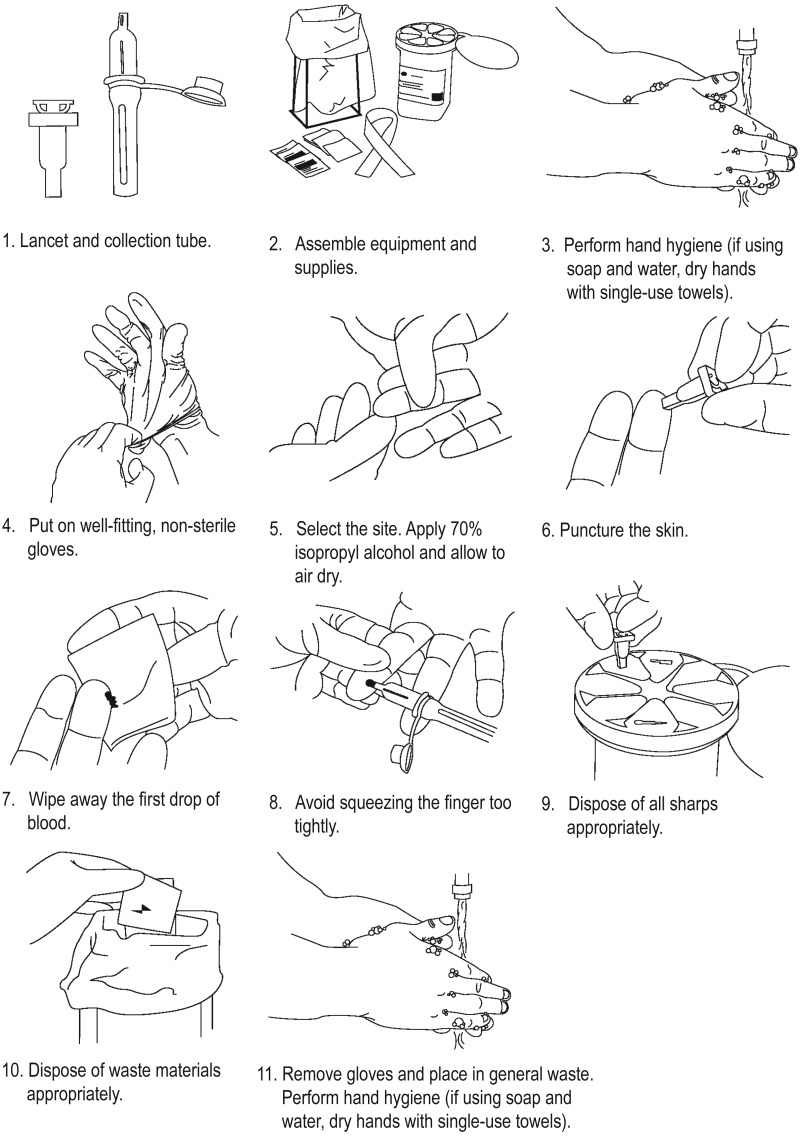 1. Lancet and collection tube.
2. Assemble equipment and
supplies.
3. Perform hand hygiene (if using
soap and water, dry hands
with single-use towels).
4. Put on well-fitting, non-sterile
gloves.
5. Select the site. Apply 70%
isopropyl alcohol and allow to
air dry.
6. Puncture the skin.
7. Wipe away the first drop of
blood.
8. Avoid squeezing the finger too
tightly.
9. Dispose of all sharps
appropriately.
10. Dispose of waste materials
appropriately.
11. Remove gloves and place in general waste.
Perform hand hygiene (if using soap and
water, dry hands with single-use towels).